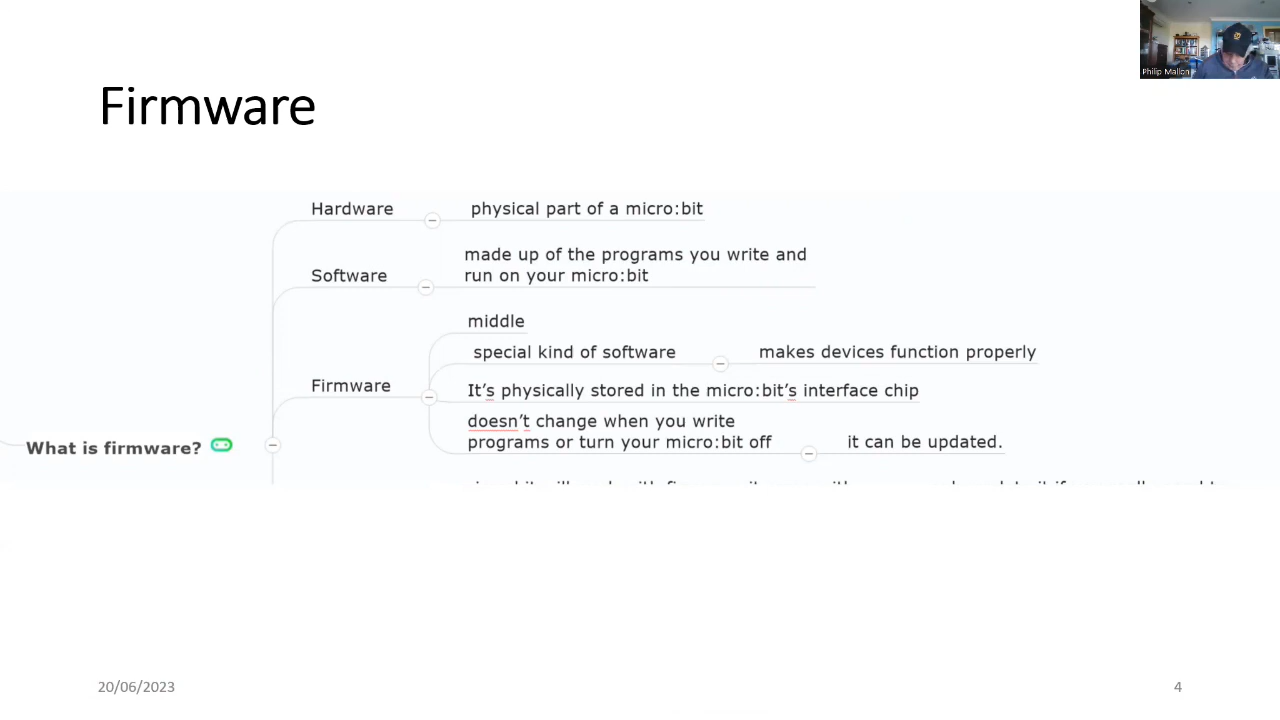 Philip Mallon
Firmware
Hardware
physical part of a micro:bit
made up of the programs you write and
run on your micro:bit
Software
middle
special kind of software
makes devices function properly
Firmware
It's physically stored in the micro:bit's interface chip
doesn't change when you write
programs or turn your micro:bit off
it can be updated.
What is firmware?
20/06/2023
4